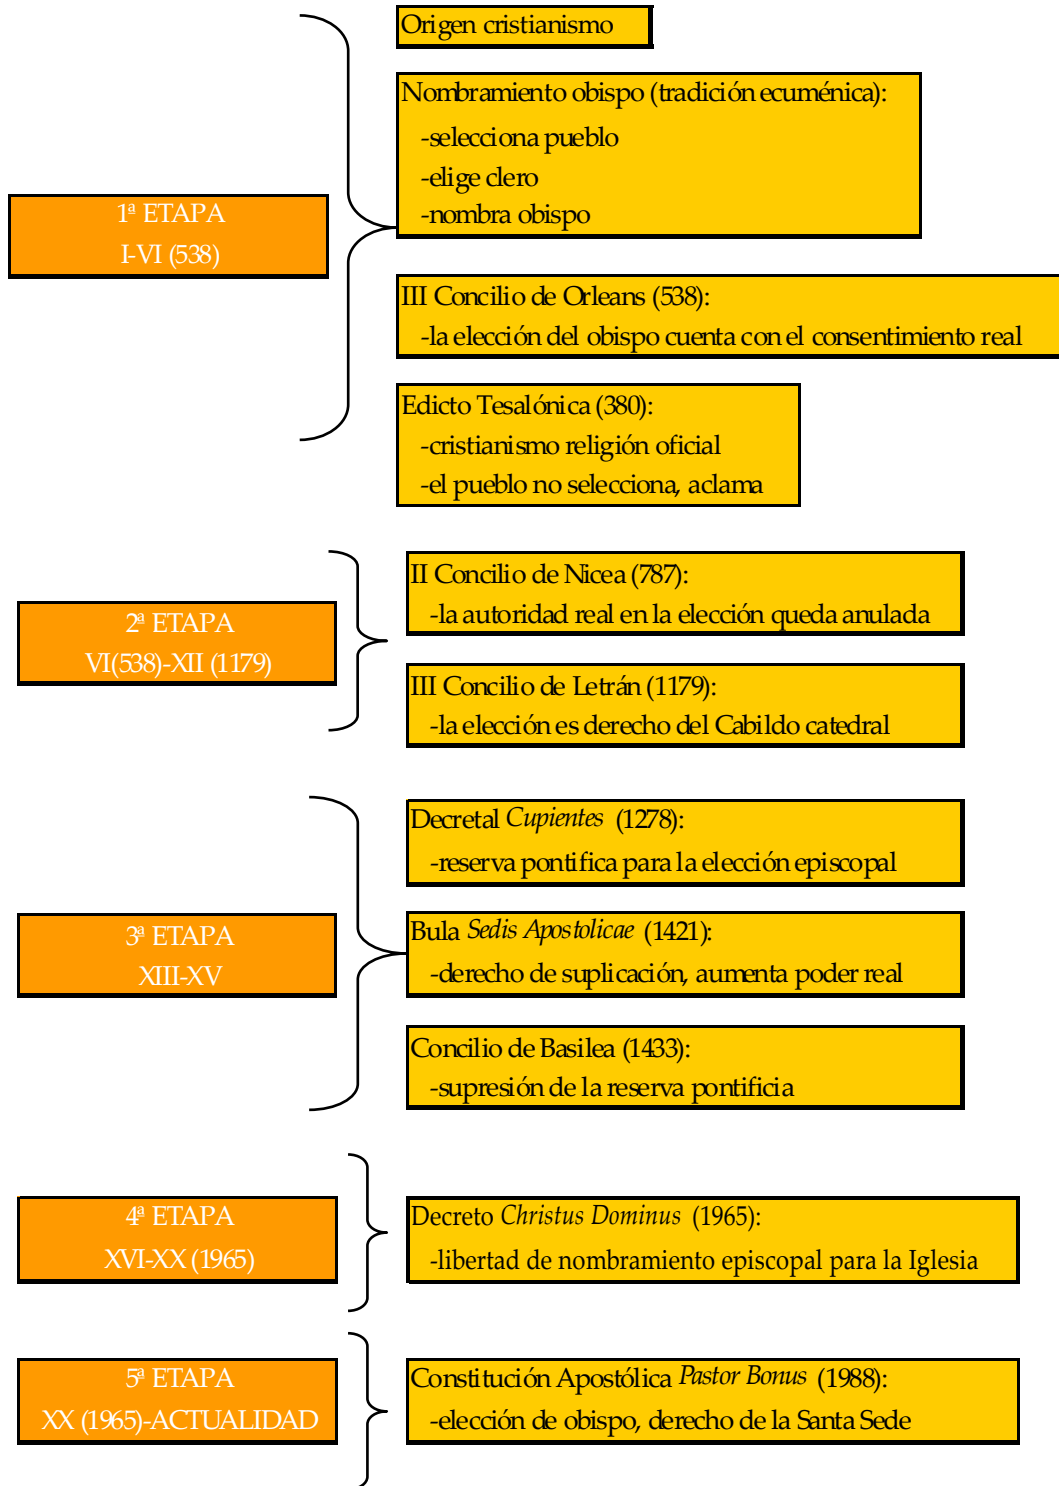 Origen cristianismo
Nombramiento obispo (tradición ecuménica):
-selecciona pueblo
-elige clero
-nombra obispo
1ª ETAPA
I-VI (538)
III Concilio de Orleans (538):
-la elección del obispo cuenta con el consentimiento real
Edicto Tesalónica (380):
-cristianismo religión oficial
-el pueblo no selecciona, aclama
II Concilio de Nicea (787):
-la autoridad real en la elección queda anulada
2ª ETAPA
VI(538)-XII (1179)
III Concilio de Letrán (1179):
-la elección es derecho del Cabildo catedral
Decretal Cupientes (1278):
-reserva pontifica para la elección episcopal
3ª ETAPA
XIII-XV
Bula Sedis Apostolicae (1421):
-derecho de suplicación, aumenta poder real
Concilio de Basilea (1433):
-supresión de la reserva pontificia
4ª ETAPA
XVI-XX (1965)
Decreto Christus Dominus (1965):
-libertad de nombramiento episcopal para la Iglesia
5ª ETAPA
XX (1965)-ACTUALIDAD
Constitución Apostólica Pastor Bonus (1988):
-elección de obispo, derecho de la Santa Sede